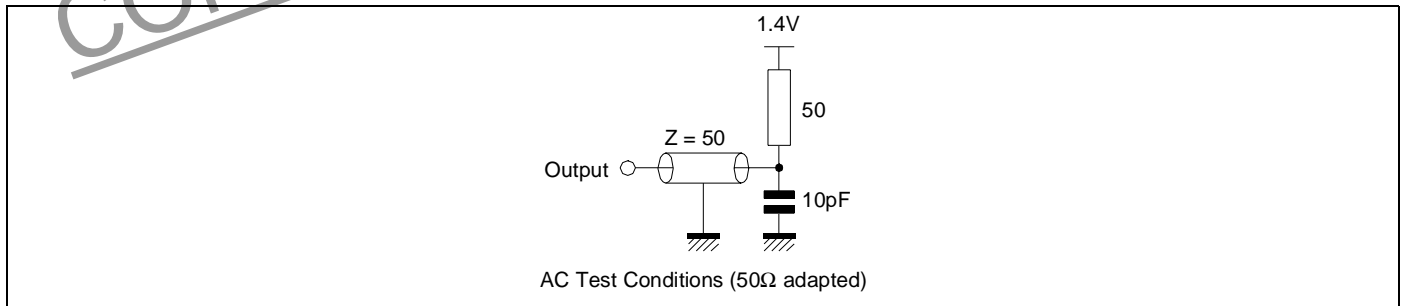 1.4V
50
Z = 50
Output
10pF
AC Test Conditions (50Ω adapted)